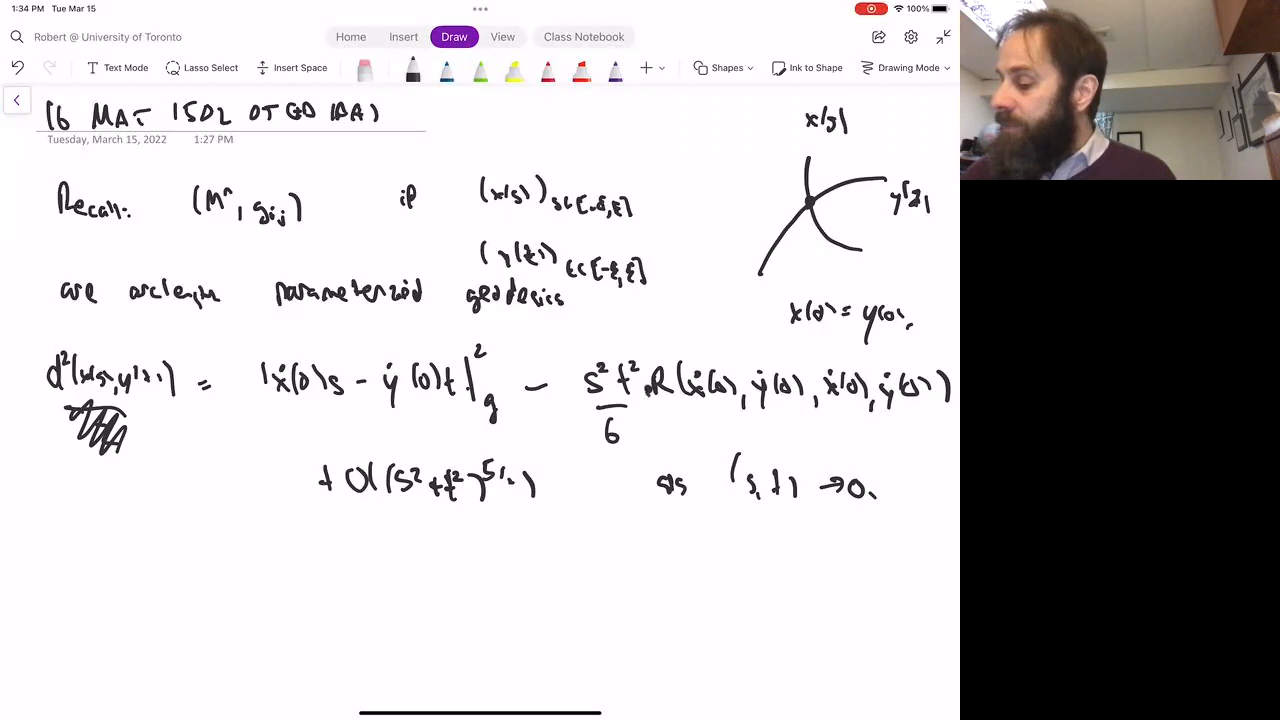 1:34 PM Tue Mar 15
100%
Robert @ University of Toronto
Home Insert Draw View Class Notebook
Text Mode Lasso Select Insert Space Shapes Ink to Shape Drawing Mode
16 MAT 1502
Tuesday, March 15, 2022 1:27 PM
x(s)
Recall: (Mⁿ, gᵢⱼ) if (x(s))ₛ∈[-ε,ε]
y(t)
(y(t))ₜ∈[-ε,ε]
are arclength parameterized geodesics
x(0) = y(0).
d²(x(s), y(t)) = |ẋ(0)s - ẏ(0)t|²_g - s²t²/6 R(ẋ(0), ẏ(0), ẋ(0), ẏ(0))
+ O((s²+t²)^5/2) as (s,t) → 0.